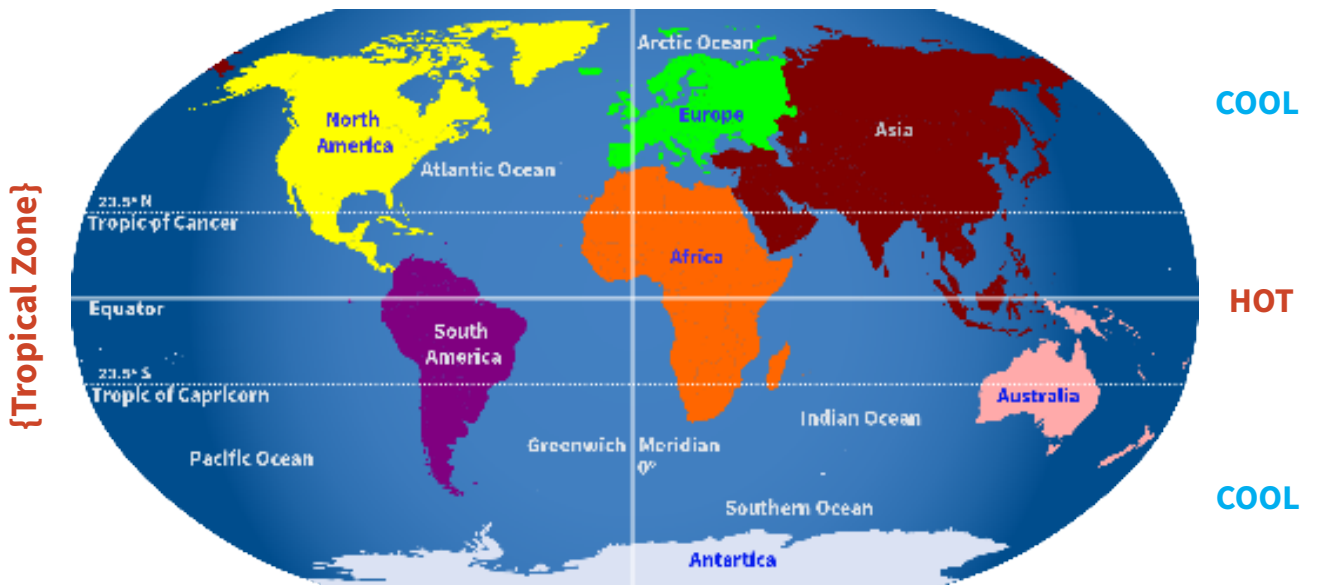 Arctic Ocean
COOL
North
America
Europe
Asia
Atlantic Ocean
23.5° N
Tropic of Cancer
{Tropical Zone}
Africa
Equator
HOT
South
America
23.5° S
Tropic of Capricorn
Australia
Indian Ocean
Greenwich Meridian
0°
Pacific Ocean
COOL
Southern Ocean
Antartica